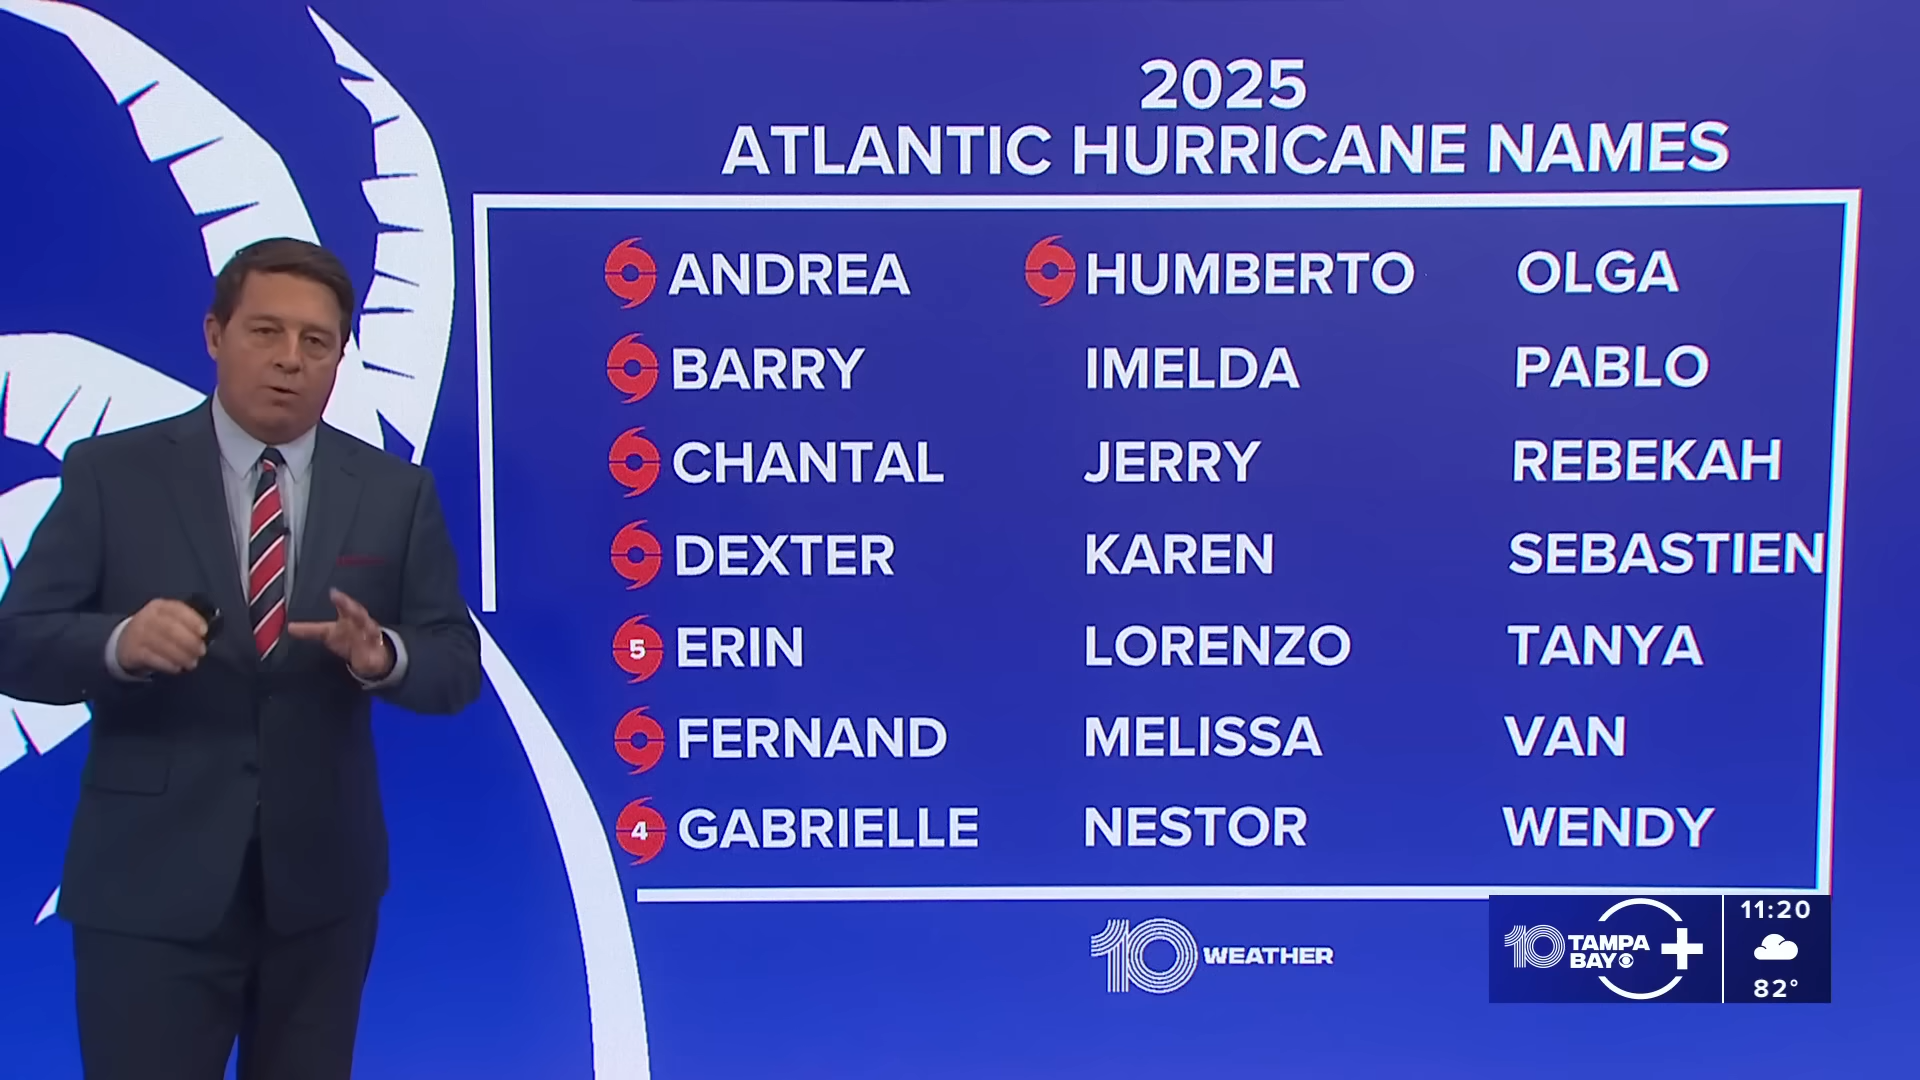 2025
ATLANTIC HURRICANE NAMES
ANDREA
BARRY
CHANTAL
DEXTER
5 ERIN
FERNAND
4 GABRIELLE
HUMBERTO
IMELDA
JERRY
KAREN
LORENZO
MELISSA
NESTOR
OLGA
PABLO
REBEKAH
SEBASTIEN
TANYA
VAN
WENDY
10 WEATHER
10 TAMPA BAY +
11:20
82°